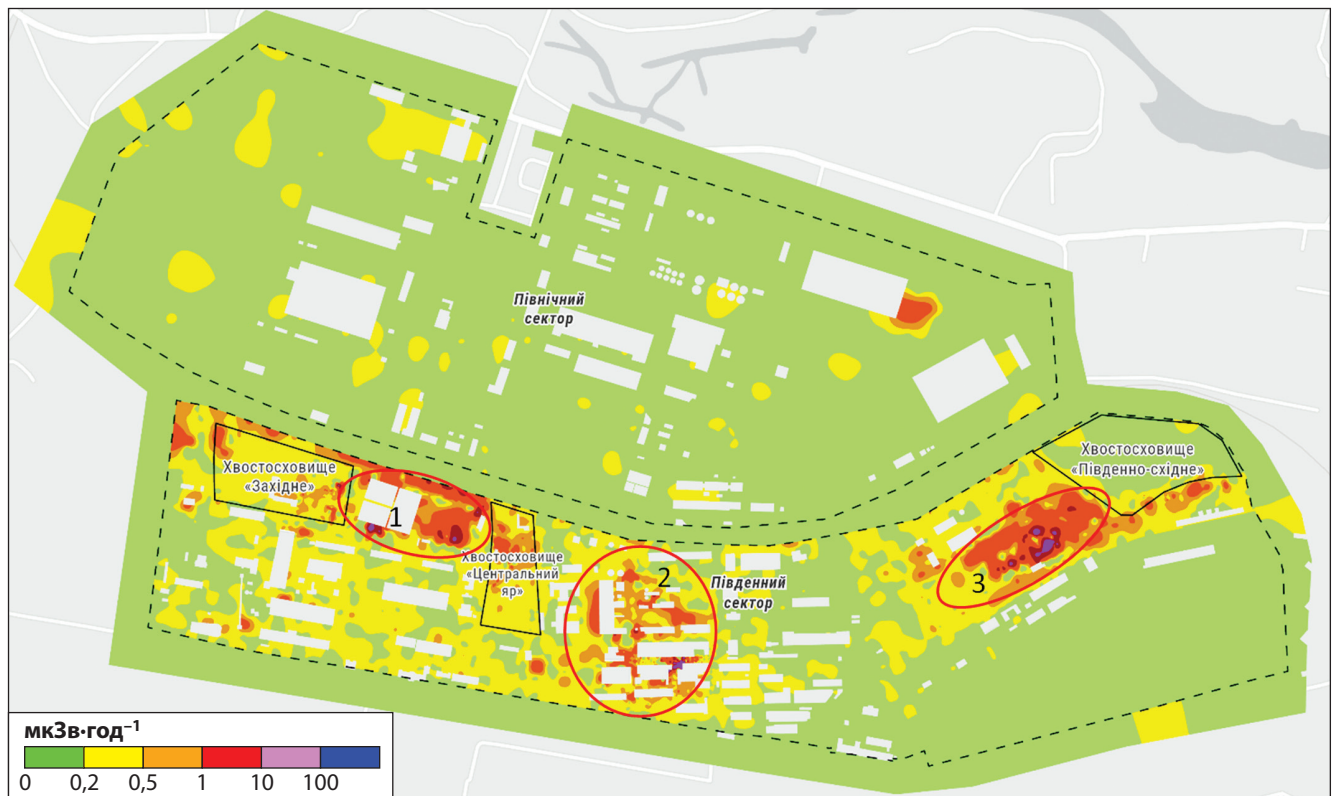 Північний
сектор
Хвостосховище
«Південно-східне»
Хвостосховище
«Західне»
1
Хвостосховище
«Центральний
яр»
2
Південний
сектор
3
мкЗв·год⁻¹
0 0,2 0,5 1 10 100